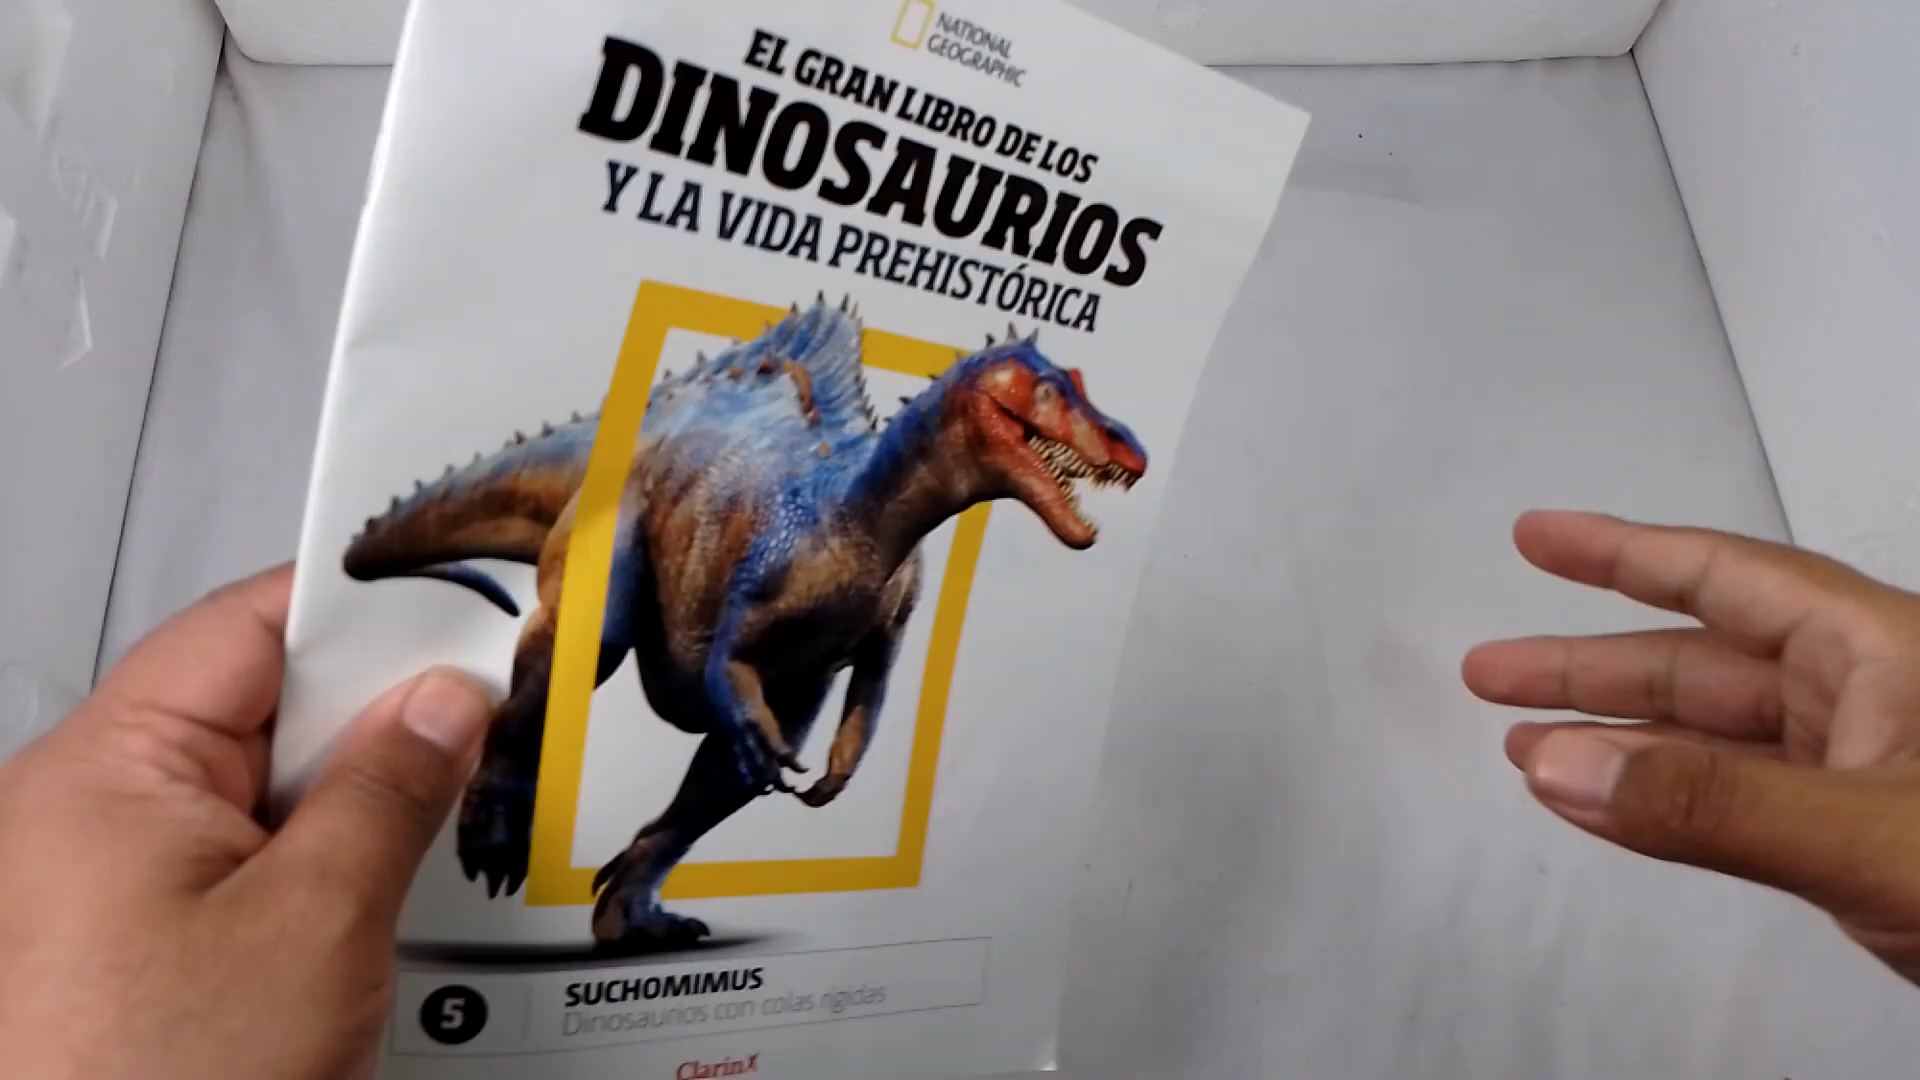 NATIONAL
GEOGRAPHIC
EL GRAN LIBRO DE LOS
DINOSAURIOS
Y LA VIDA PREHISTÓRICA
5
SUCHOMIMUS
Dinosaurios con colas rígidas
Clarín